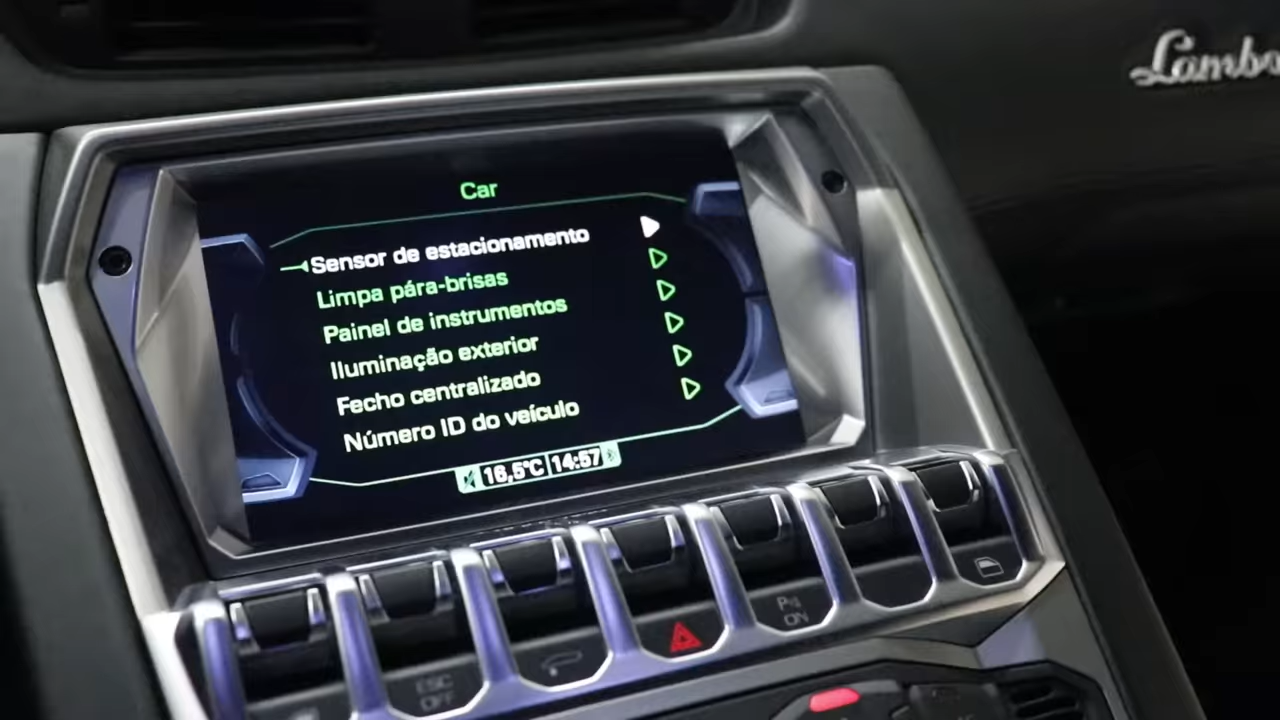 Lambo
Car
Sensor de estacionamento
Limpa pára-brisas
Painel de instrumentos
Iluminação exterior
Fecho centralizado
Número ID do veículo
16,5°C 14:57
ESC
OFF
P
ON